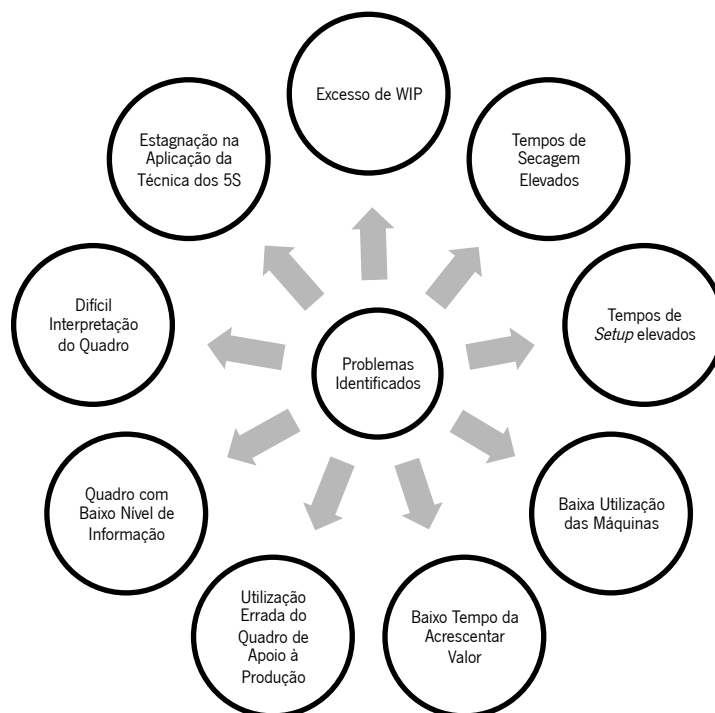 Excesso de WIP
Tempos de
Secagem
Elevados
Tempos de
Setup elevados
Baixa Utilização
das Máquinas
Baixo Tempo da
Acrescentar
Valor
Utilização
Errada do
Quadro de
Apoio à
Produção
Quadro com
Baixo Nível de
Informação
Difícil
Interpretação
do Quadro
Estagnação na
Aplicação da
Técnica dos 5S
Problemas
Identificados